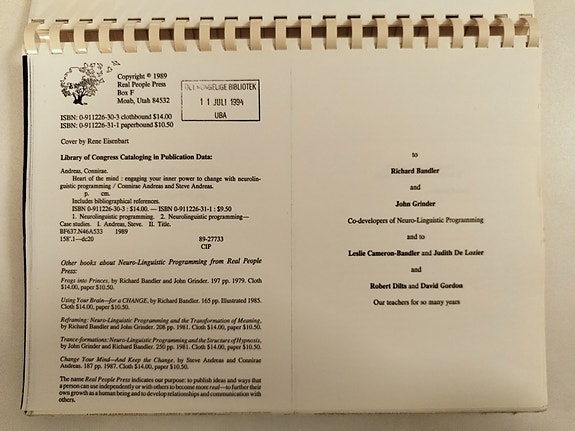 Copyright © 1989
Real People Press
Box F
Moab, Utah 84532
ISBN: 0-911226-30-3 clothbound $14.00
ISBN: 0-911226-31-1 paperbound $10.50
DET KONGELIGE BIBLIOTEK
11 JULI 1994
UBA
Cover by Rene Eisenbart
Library of Congress Cataloging in Publication Data:
Andreas, Connirae.
Heart of the mind : engaging your inner power to change with neurolin-
guistic programming / Connirae Andreas and Steve Andreas.
p. cm.
Includes bibliographical references.
ISBN 0-911226-30-3 : $14.00. — ISBN 0-911226-31-1 : $9.50
1. Neurolinguistic programming. 2. Neurolinguistic programming—
Case studies. I. Andreas, Steve. II. Title.
BF637.N46A533 1989
158'.1—dc20 89-27733
CIP
Other books about Neuro-Linguistic Programming from Real People
Press:
Frogs into Princes, by Richard Bandler and John Grinder. 197 pp. 1979. Cloth
$14.00, paper $10.50.
Using Your Brain—for a CHANGE, by Richard Bandler. 165 pp. Illustrated 1985.
Cloth $14.00, paper $10.50.
Reframing: Neuro-Linguistic Programming and the Transformation of Meaning,
by Richard Bandler and John Grinder. 208 pp. 1981. Cloth $14.00, paper $10.50.
Trance-formations: Neuro-Linguistic Programming and the Structure of Hypnosis,
by John Grinder and Richard Bandler. 250 pp. 1981. Cloth $14.00, paper $10.50.
Change Your Mind—And Keep the Change, by Steve Andreas and Connirae
Andreas. 187 pp. 1987. Cloth $14.00, paper $10.50.
The name Real People Press indicates our purpose: to publish ideas and ways that
a person can use independently or with others to become more real—to further their
own growth as a human being and to develop relationships and communication with
others.
to
Richard Bandler
and
John Grinder
Co-developers of Neuro-Linguistic Programming
and to
Leslie Cameron-Bandler and Judith De Lozier
and
Robert Dilts and David Gordon
Our teachers for so many years